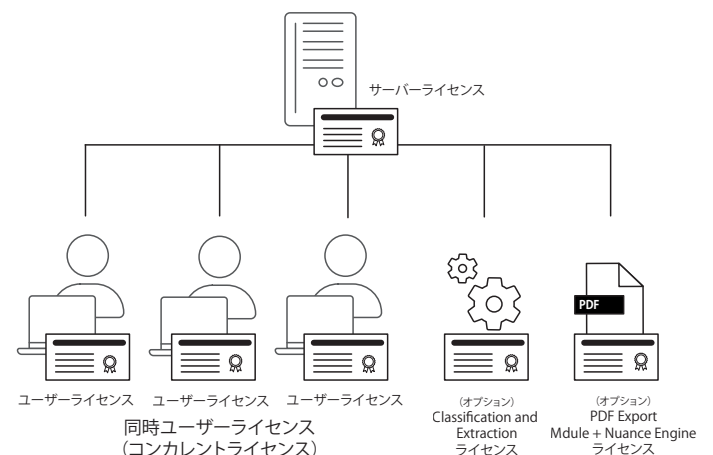 サーバーライセンス
PDF
ユーザーライセンス
ユーザーライセンス
ユーザーライセンス
同時ユーザーライセンス
(コンカレントライセンス)
(オプション)
Classification and
Extraction
ライセンス
(オプション)
PDF Export
Mdule + Nuance Engine
ライセンス